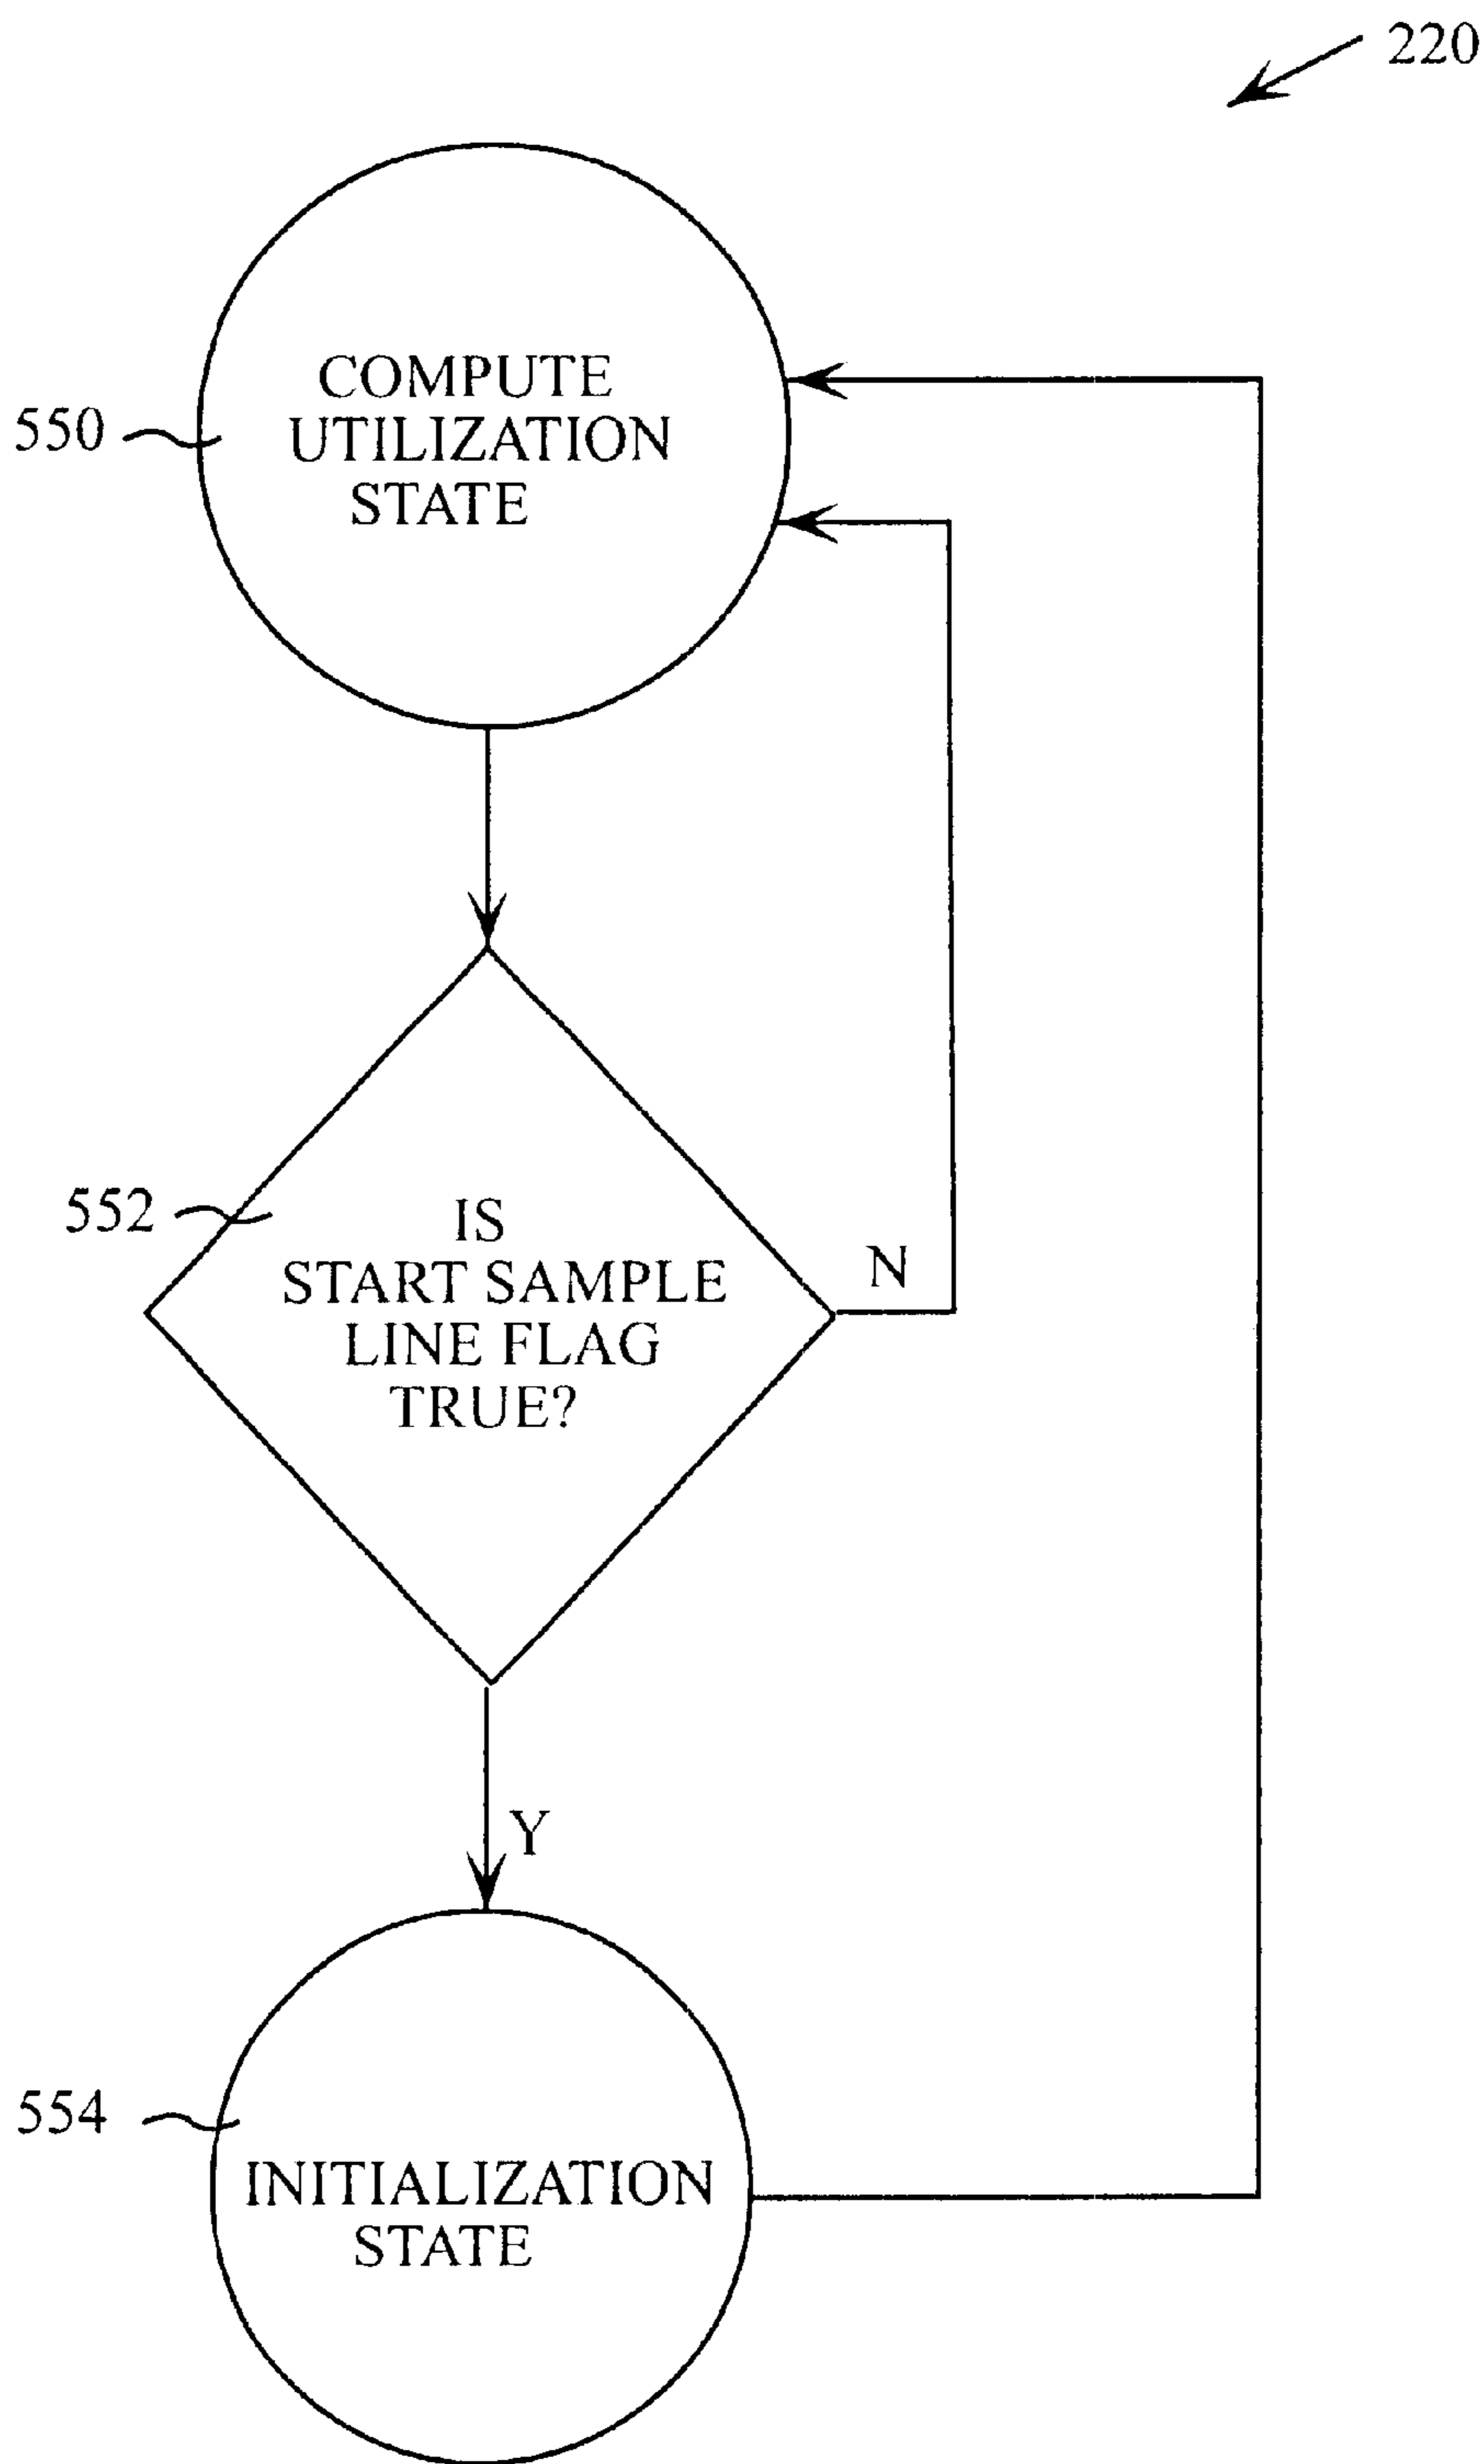 220
COMPUTE
UTILIZATION
STATE
550
552
IS
START SAMPLE
LINE FLAG
TRUE?
N
Y
554
INITIALIZATION
STATE